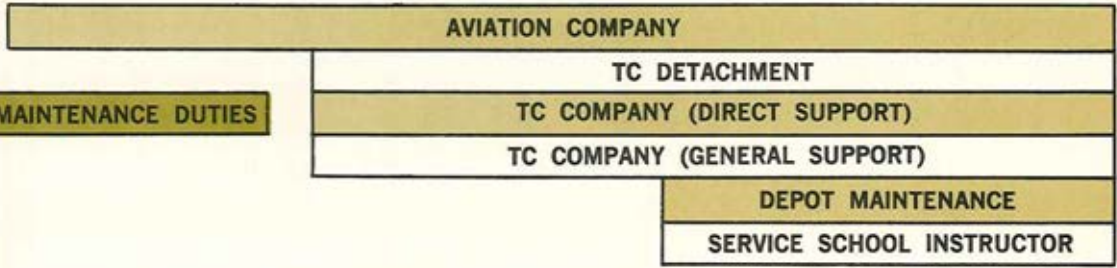 AVIATION COMPANY
TC DETACHMENT
MAINTENANCE DUTIES
TC COMPANY (DIRECT SUPPORT)
TC COMPANY (GENERAL SUPPORT)
DEPOT MAINTENANCE
SERVICE SCHOOL INSTRUCTOR